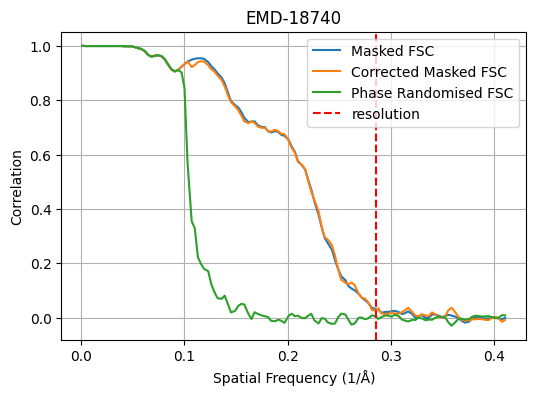 EMD-18740
Masked FSC
Corrected Masked FSC
Phase Randomised FSC
resolution
Correlation
1.0
0.8
0.6
0.4
0.2
0.0
0.0 0.1 0.2 0.3 0.4
Spatial Frequency (1/Å)